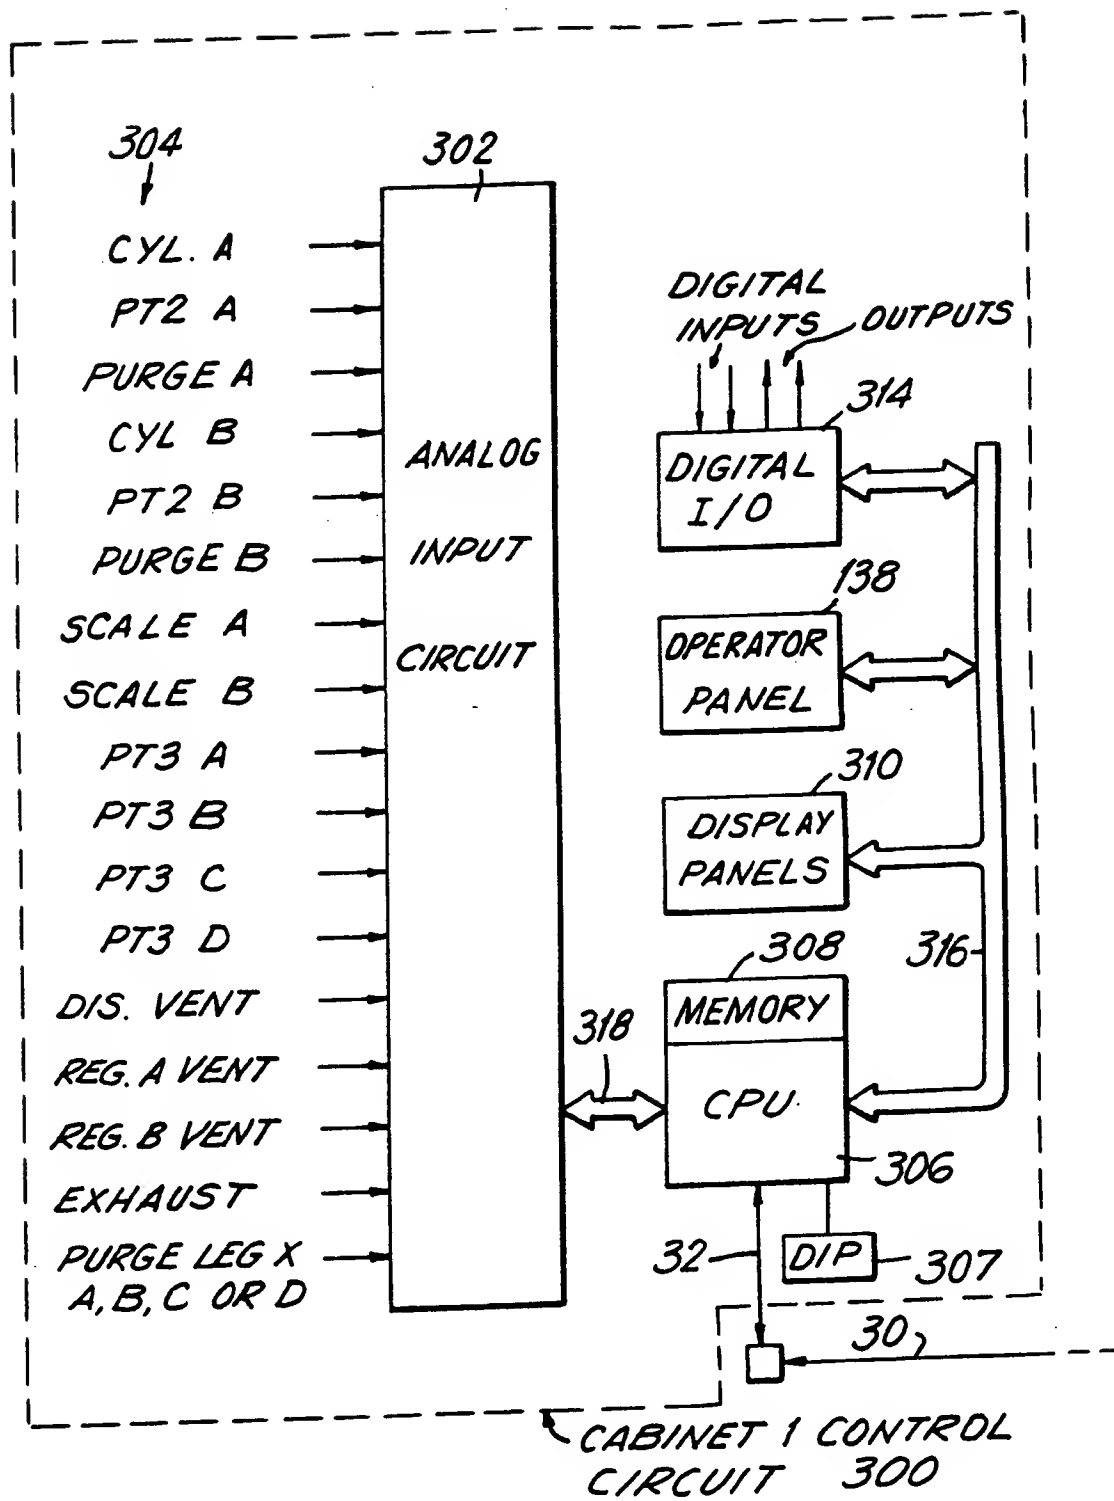 304
302
CYL. A
PT2 A
PURGE A
CYL B
PT2 B
PURGE B
SCALE A
SCALE B
PT3 A
PT3 B
PT3 C
PT3 D
DIS. VENT
REG. A VENT
REG. B VENT
EXHAUST
PURGE LEG X
A, B, C OR D
ANALOG
INPUT
CIRCUIT
DIGITAL
INPUTS
OUTPUTS
314
DIGITAL
I/O
138
OPERATOR
PANEL
310
DISPLAY
PANELS
316
308
MEMORY
CPU
318
306
32
DIP
307
30
CABINET 1 CONTROL
CIRCUIT 300